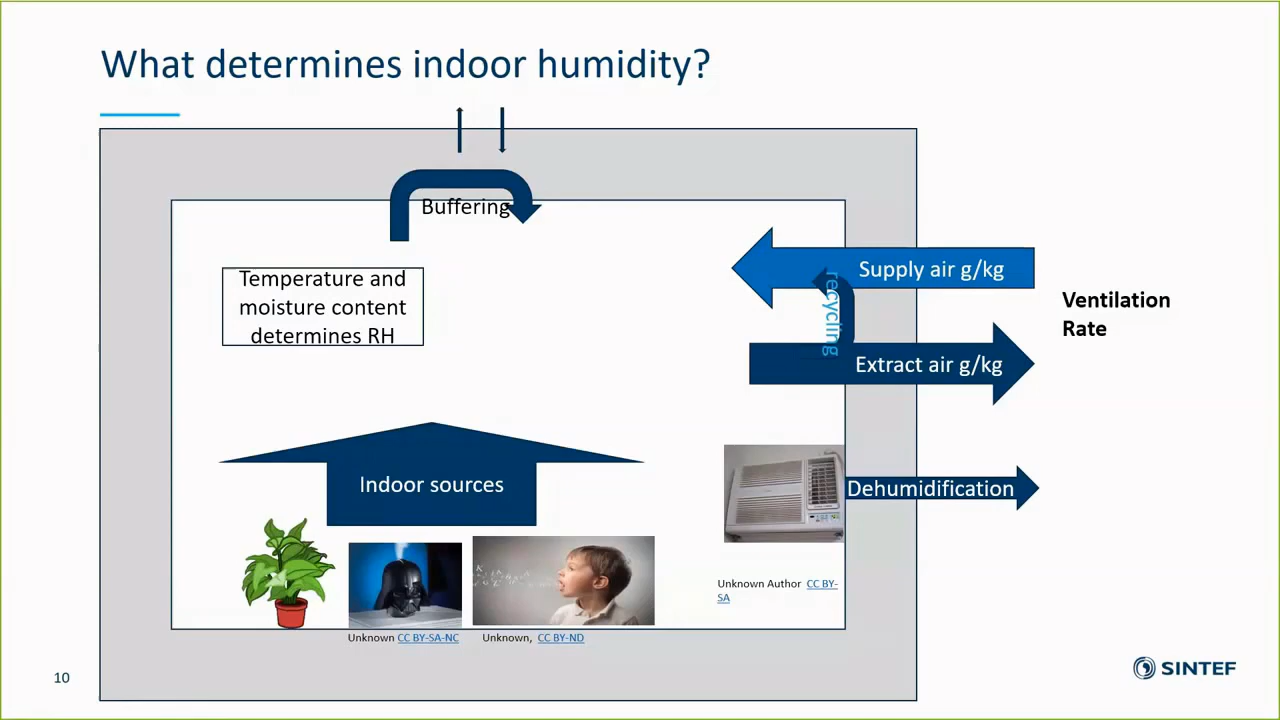 What determines indoor humidity?
Buffering
Temperature and
moisture content
determines RH
Supply air g/kg
recycling
Ventilation
Rate
Extract air g/kg
Indoor sources
Dehumidification
Unknown Author CC BY-
SA
Unknown CC BY-SA-NC
Unknown, CC BY-ND
10
SINTEF